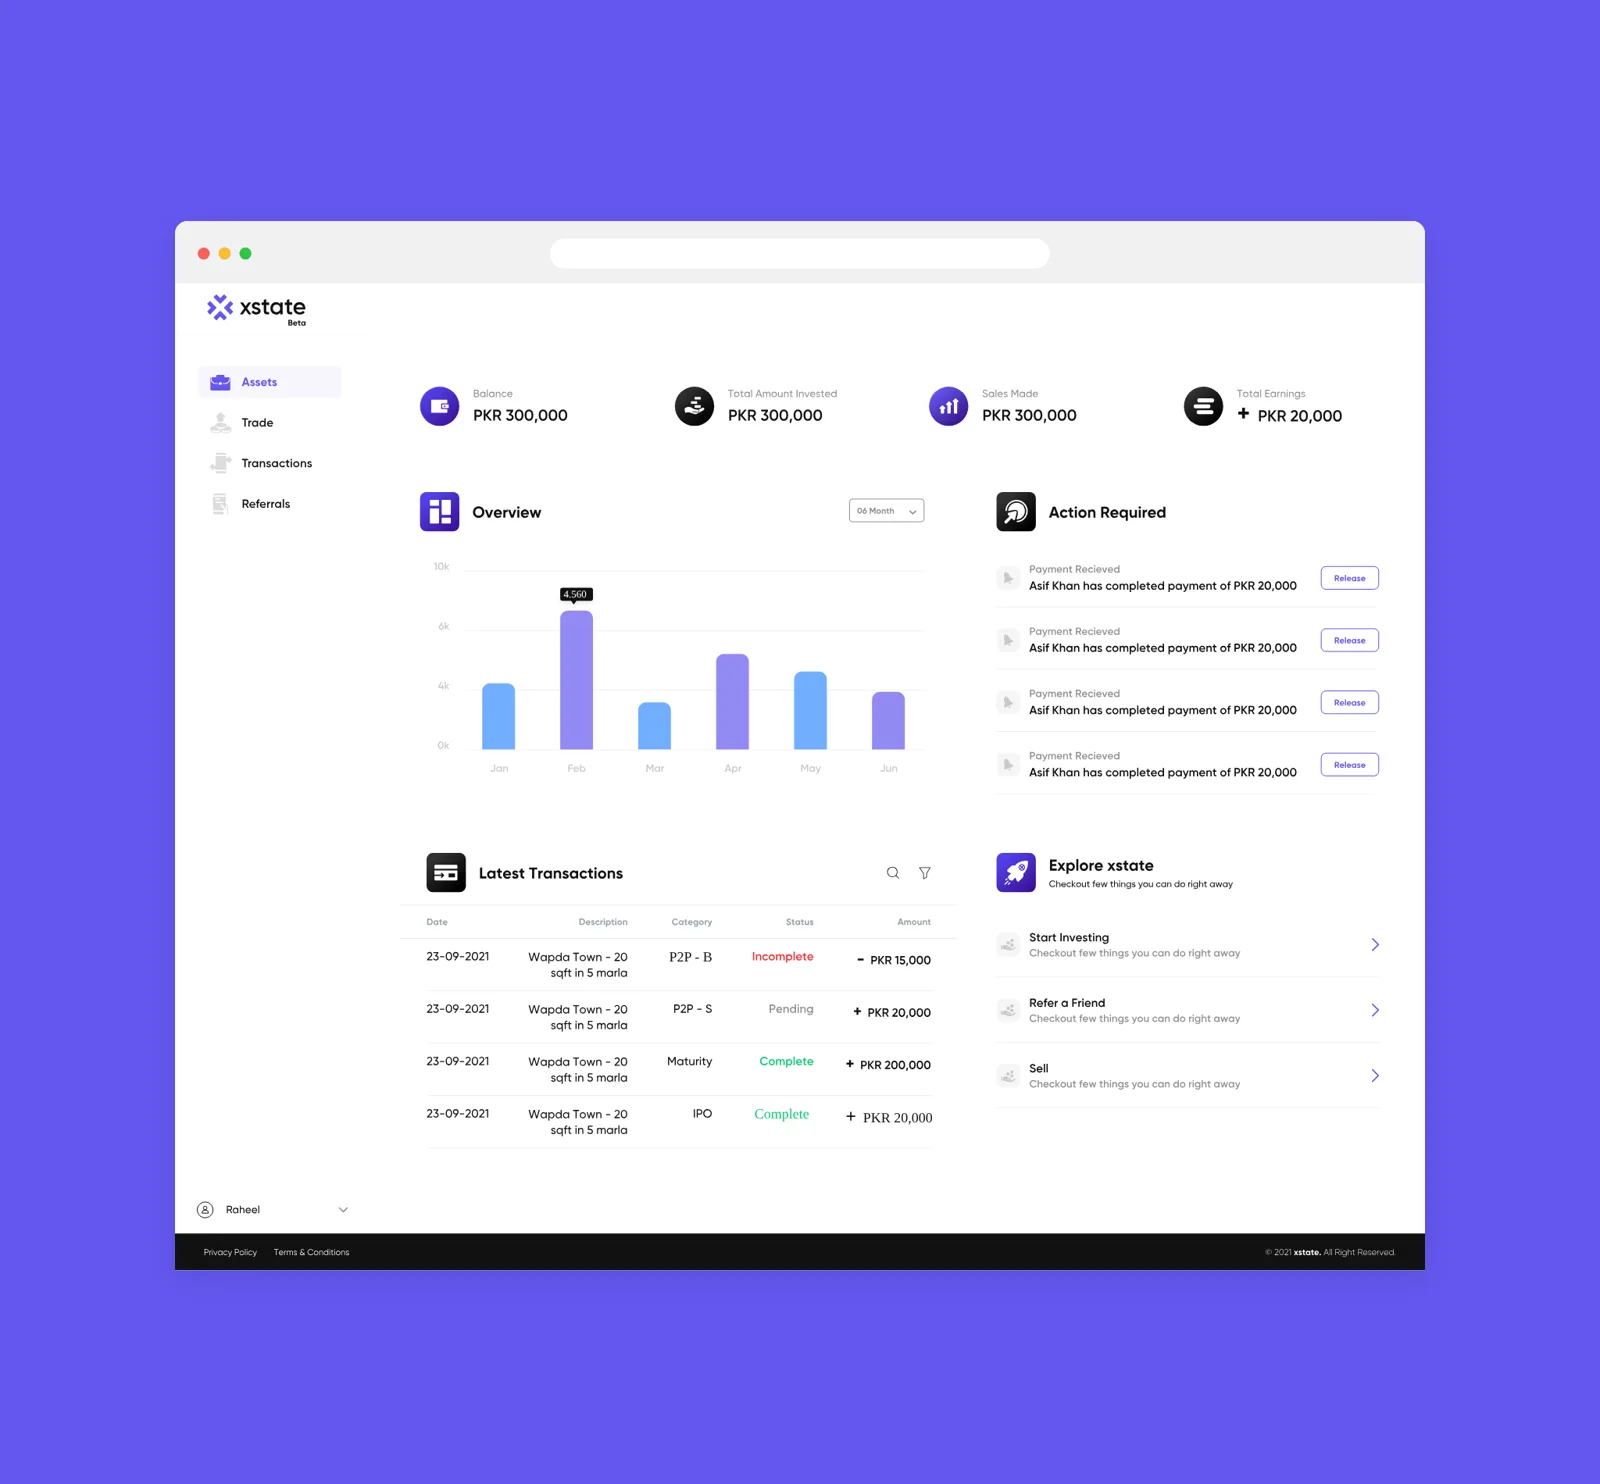 xstate
Beta
Assets
Trade
Transactions
Referrals
Balance
PKR 300,000
Total Amount Invested
PKR 300,000
Sales Made
PKR 300,000
Total Earnings
+ PKR 20,000
Overview
06 Month
10k
6k
4k
0k
4.560
Jan Feb Mar Apr May Jun
Action Required
Payment Recieved
Asif Khan has completed payment of PKR 20,000
Release
Payment Recieved
Asif Khan has completed payment of PKR 20,000
Release
Payment Recieved
Asif Khan has completed payment of PKR 20,000
Release
Payment Recieved
Asif Khan has completed payment of PKR 20,000
Release
Latest Transactions
Date Description Category Status Amount
23-09-2021 Wapda Town - 20 P2P - B Incomplete - PKR 15,000
sqft in 5 marla
23-09-2021 Wapda Town - 20 P2P - S Pending + PKR 20,000
sqft in 5 marla
23-09-2021 Wapda Town - 20 Maturity Complete + PKR 200,000
sqft in 5 marla
23-09-2021 Wapda Town - 20 IPO Complete + PKR 20,000
sqft in 5 marla
Explore xstate
Checkout few things you can do right away
Start Investing
Checkout few things you can do right away
Refer a Friend
Checkout few things you can do right away
Sell
Checkout few things you can do right away
Raheel
Privacy Policy Terms & Conditions
© 2021 xstate. All Right Reserved.